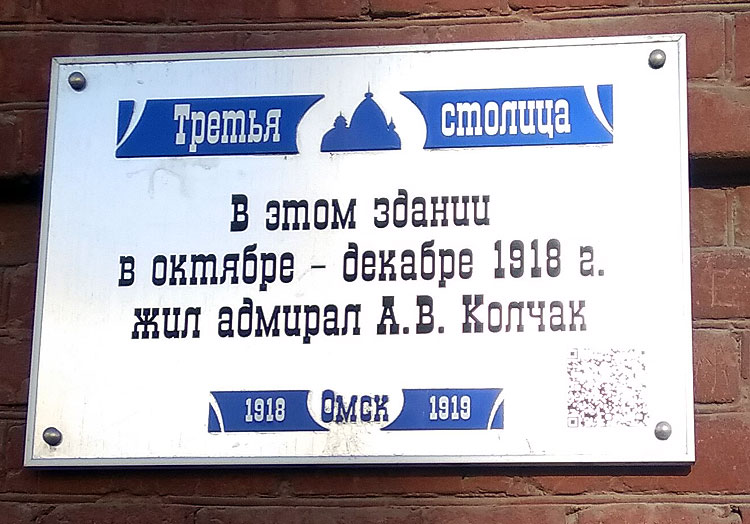 Третья столица
В этом здании
в октябре – декабре 1918 г.
жил адмирал А.В. Колчак
1918 Омск 1919